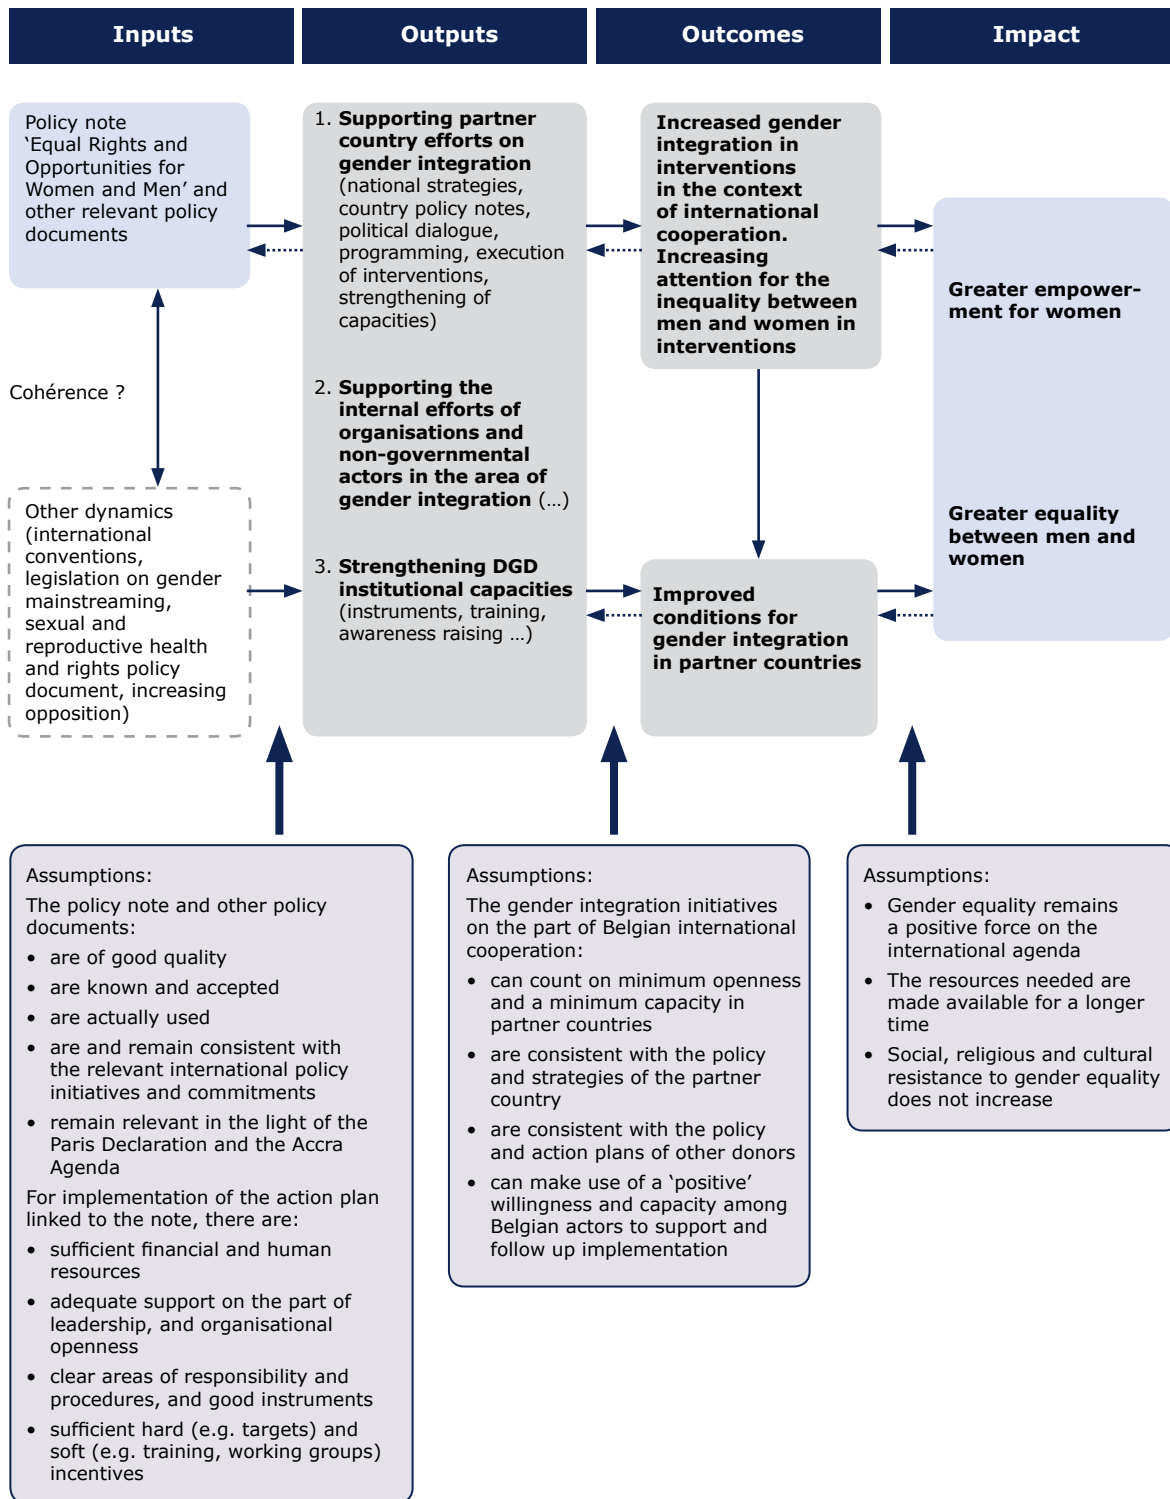 Inputs
Outputs
Outcomes
Impact
Policy note
‘Equal Rights and
Opportunities for
Women and Men’ and
other relevant policy
documents
Cohérence ?
Other dynamics
(international
conventions,
legislation on gender
mainstreaming,
sexual and
reproductive health
and rights policy
document, increasing
opposition)
1. Supporting partner
country efforts on
gender integration
(national strategies,
country policy notes,
political dialogue,
programming, execution
of interventions,
strengthening of
capacities)
2. Supporting the
internal efforts of
organisations and
non-governmental
actors in the area of
gender integration (…)
3. Strengthening DGD
institutional capacities
(instruments, training,
awareness raising …)
Increased gender
integration in
interventions
in the context
of international
cooperation.
Increasing
attention for the
inequality between
men and women in
interventions
Improved
conditions for
gender integration
in partner countries
Greater empower-
ment for women
Greater equality
between men and
women
Assumptions:
The policy note and other policy
documents:
• are of good quality
• are known and accepted
• are actually used
• are and remain consistent with
the relevant international policy
initiatives and commitments
• remain relevant in the light of the
Paris Declaration and the Accra
Agenda
For implementation of the action plan
linked to the note, there are:
• sufficient financial and human
resources
• adequate support on the part of
leadership, and organisational
openness
• clear areas of responsibility and
procedures, and good instruments
• sufficient hard (e.g. targets) and
soft (e.g. training, working groups)
incentives
Assumptions:
The gender integration initiatives
on the part of Belgian international
cooperation:
• can count on minimum openness
and a minimum capacity in
partner countries
• are consistent with the policy
and strategies of the partner
country
• are consistent with the policy
and action plans of other donors
• can make use of a ‘positive’
willingness and capacity among
Belgian actors to support and
follow up implementation
Assumptions:
• Gender equality remains
a positive force on the
international agenda
• The resources needed are
made available for a longer
time
• Social, religious and cultural
resistance to gender equality
does not increase